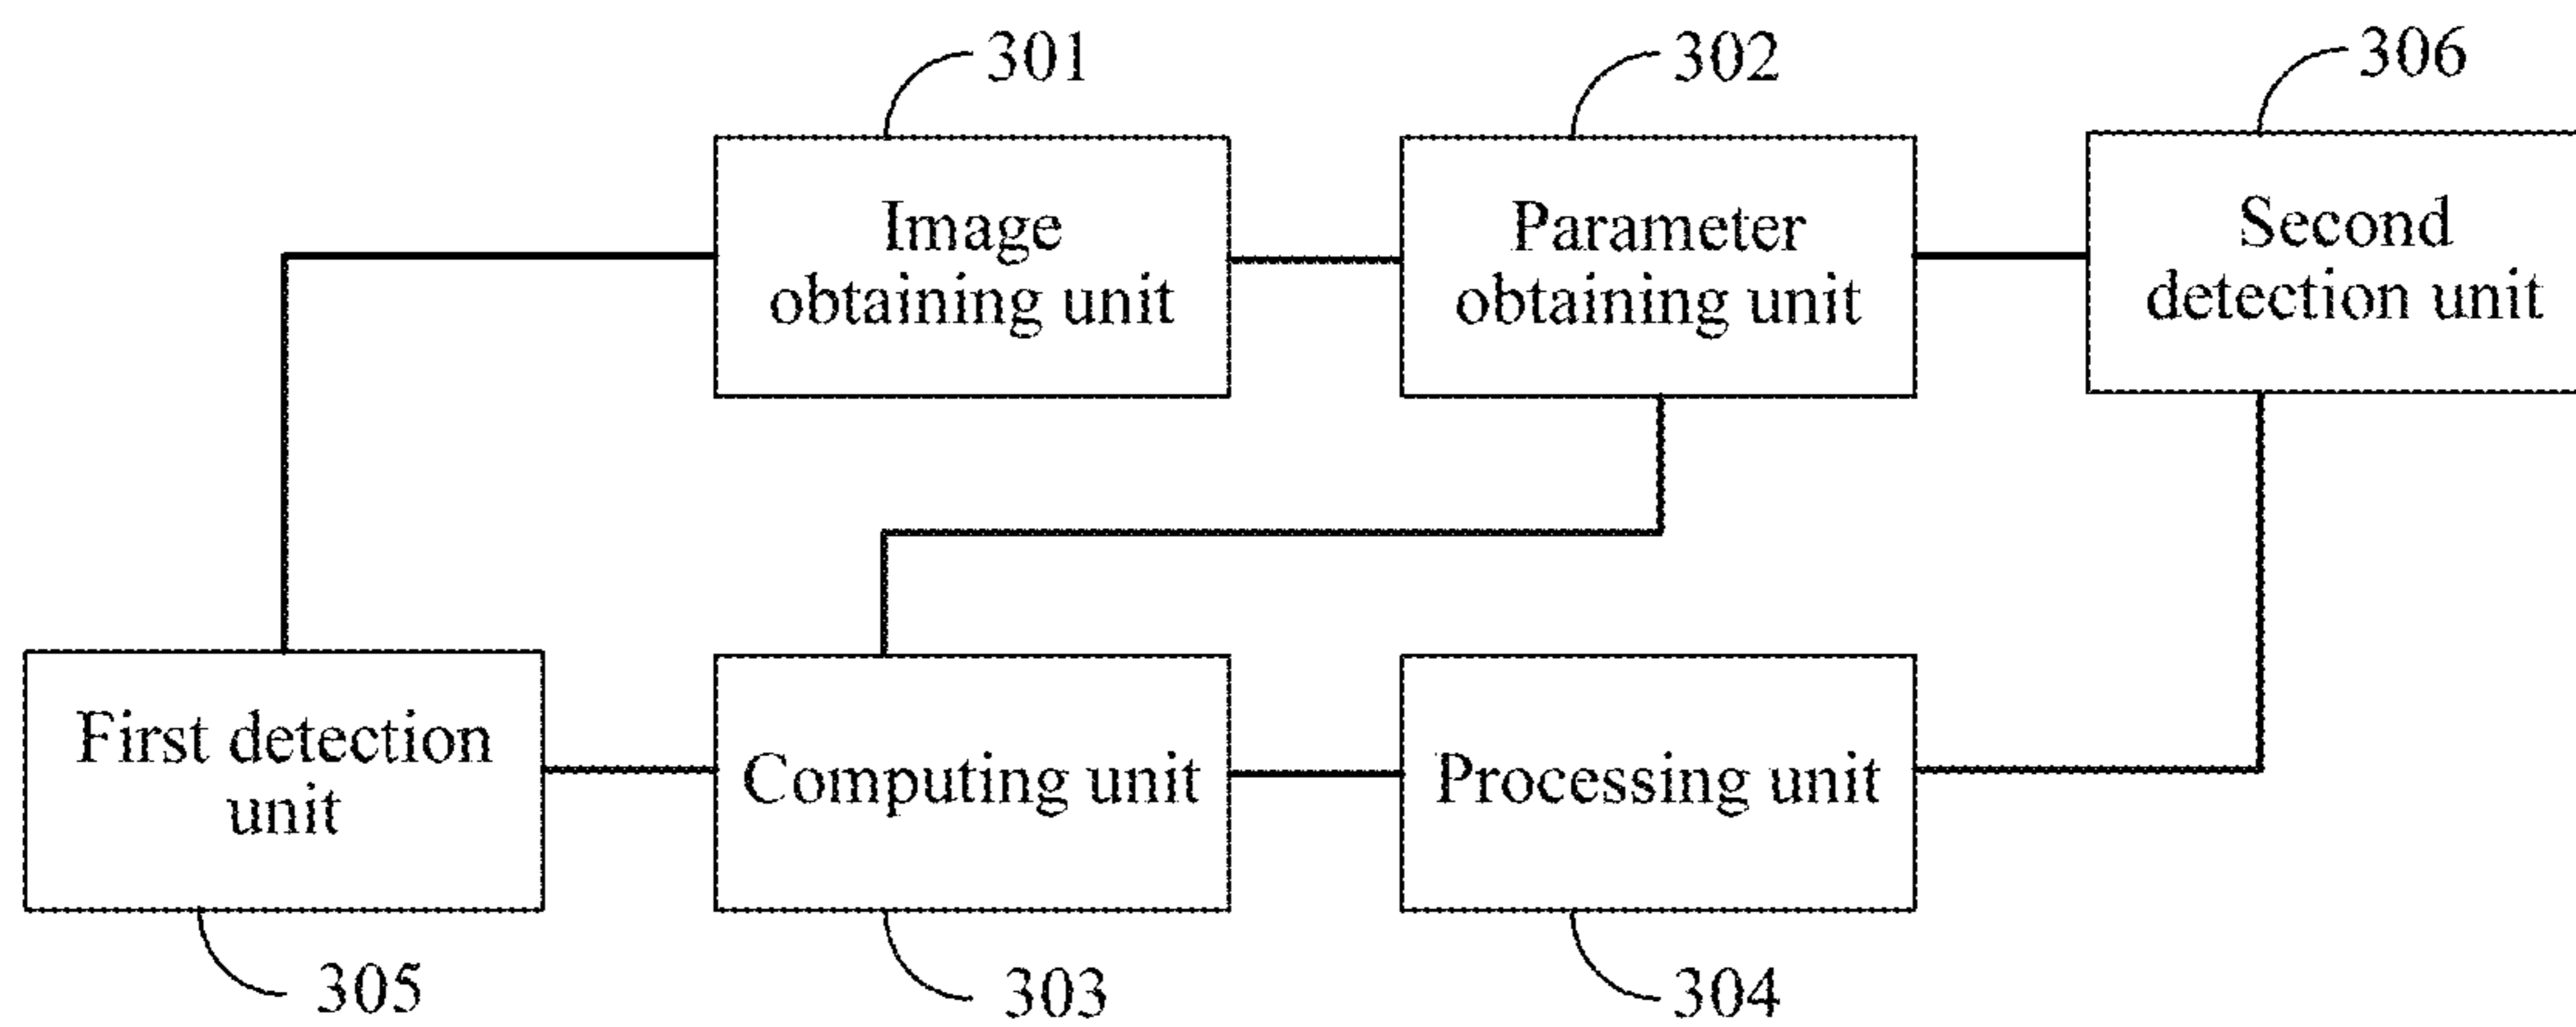 301
302
306
Image
obtaining unit
Parameter
obtaining unit
Second
detection unit
First detection
unit
Computing unit
Processing unit
305
303
304